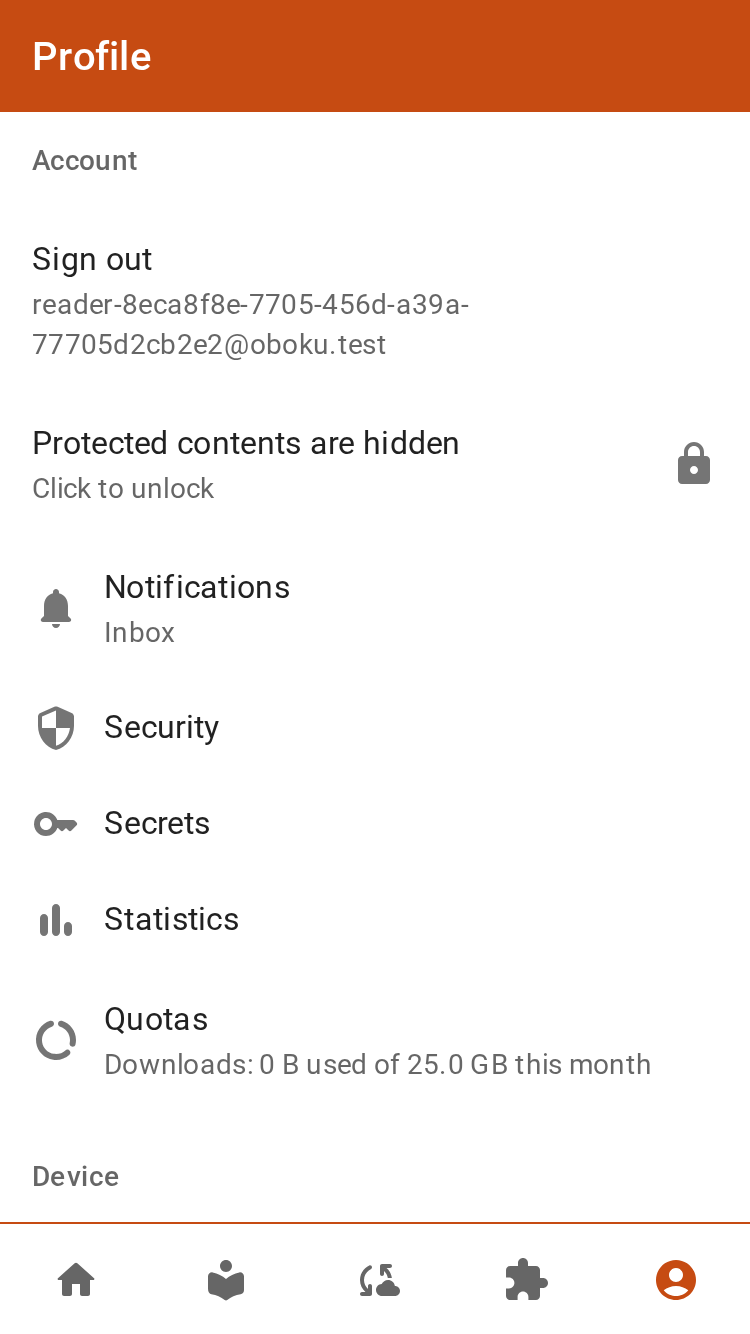 Profile
Account
Sign out
reader-8eca8f8e-7705-456d-a39a-
77705d2cb2e2@oboku.test
Protected contents are hidden
Click to unlock
Notifications
Inbox
Security
Secrets
Statistics
Quotas
Downloads: 0 B used of 25.0 GB this month
Device